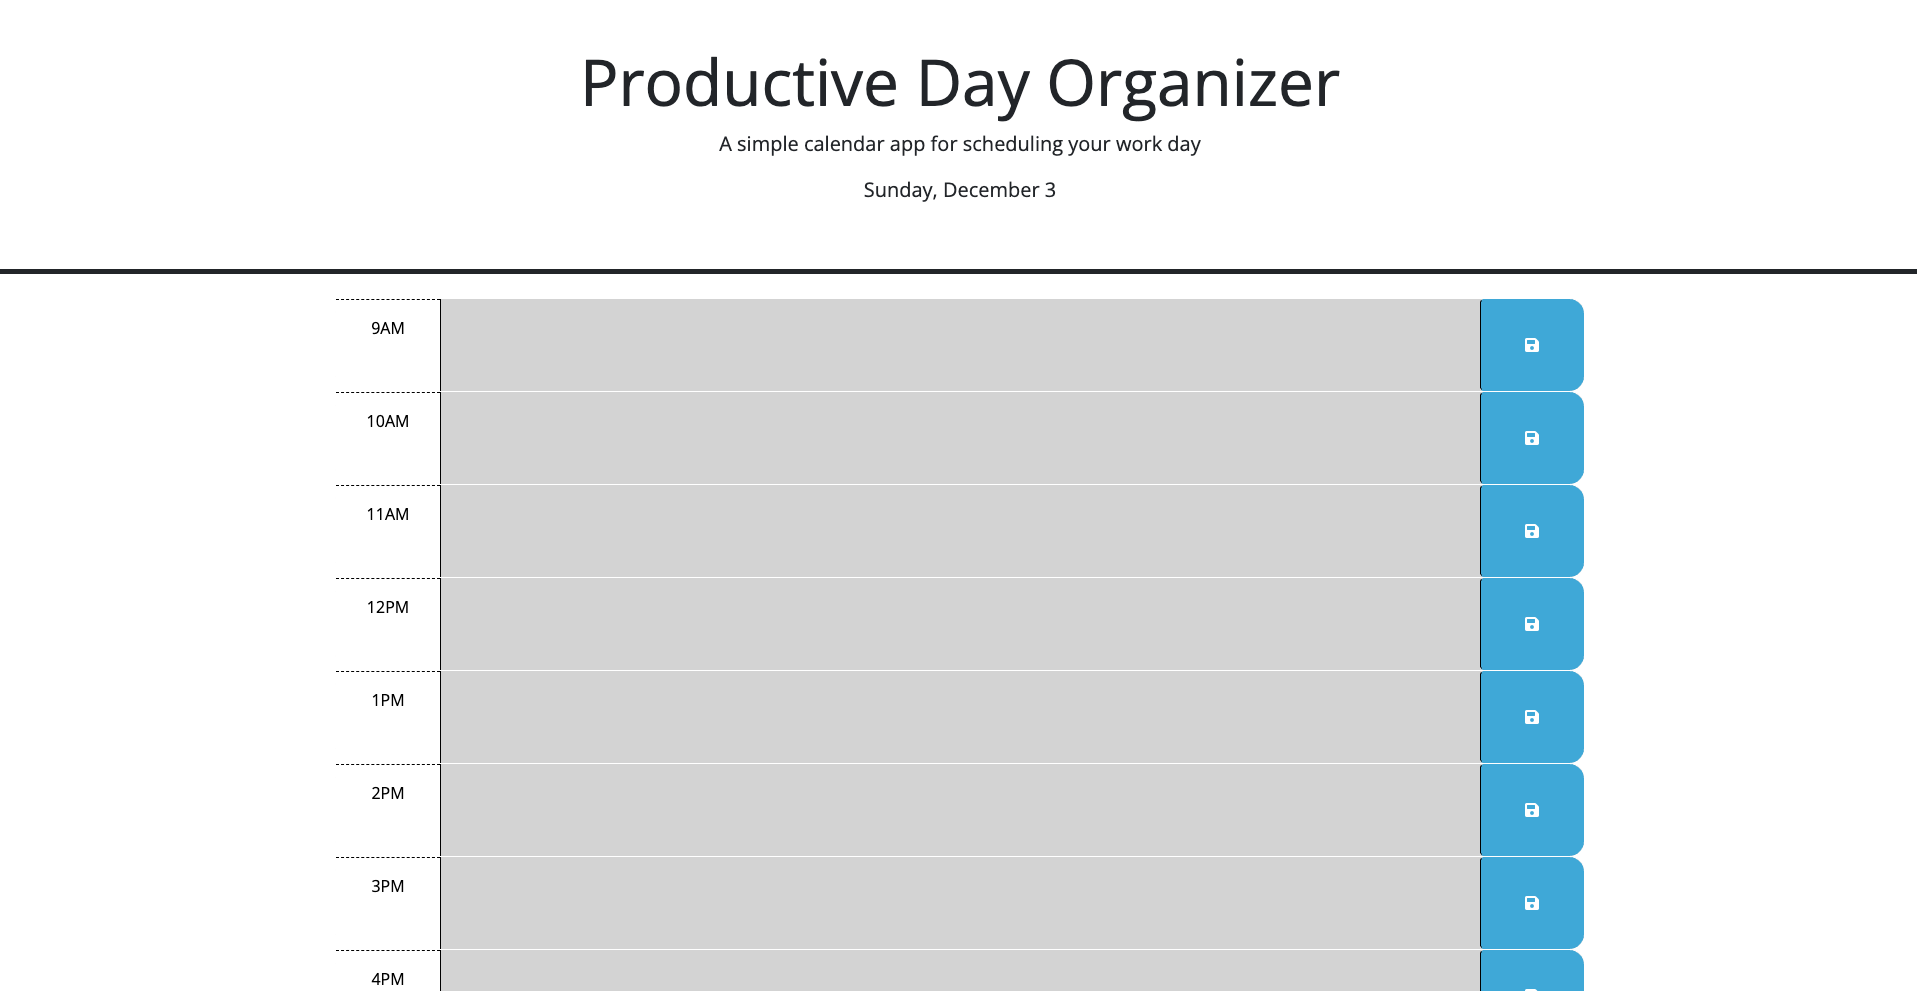 Productive Day Organizer
A simple calendar app for scheduling your work day
Sunday, December 3
9AM
10AM
11AM
12PM
1PM
2PM
3PM
4PM